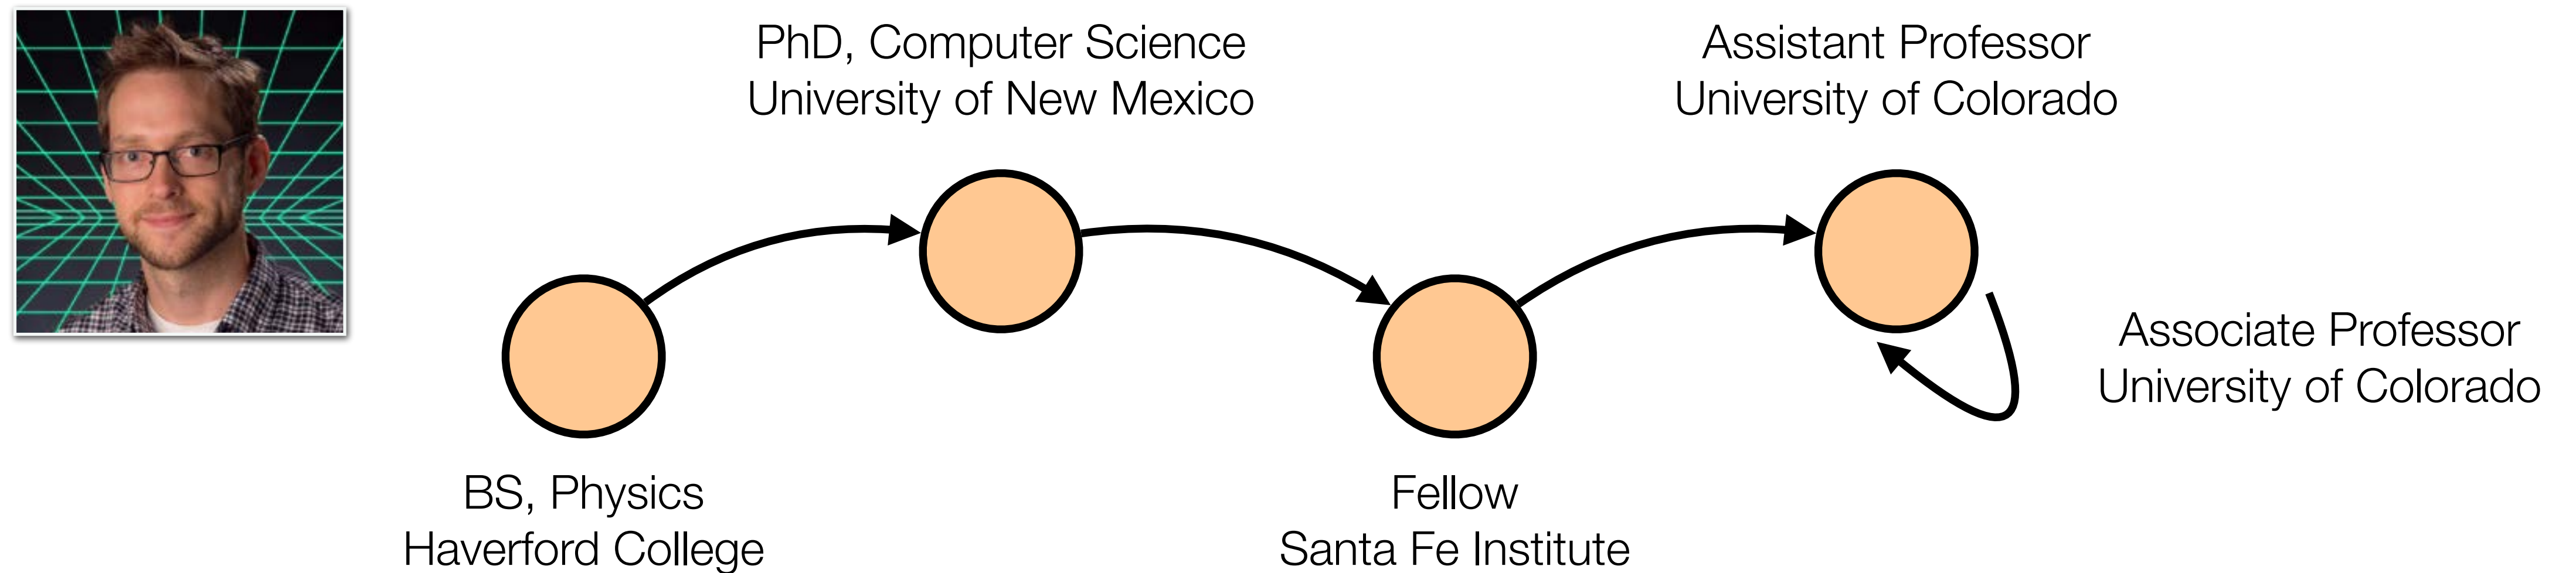 PhD, Computer Science
University of New Mexico
Assistant Professor
University of Colorado
Associate Professor
University of Colorado
BS, Physics
Haverford College
Fellow
Santa Fe Institute